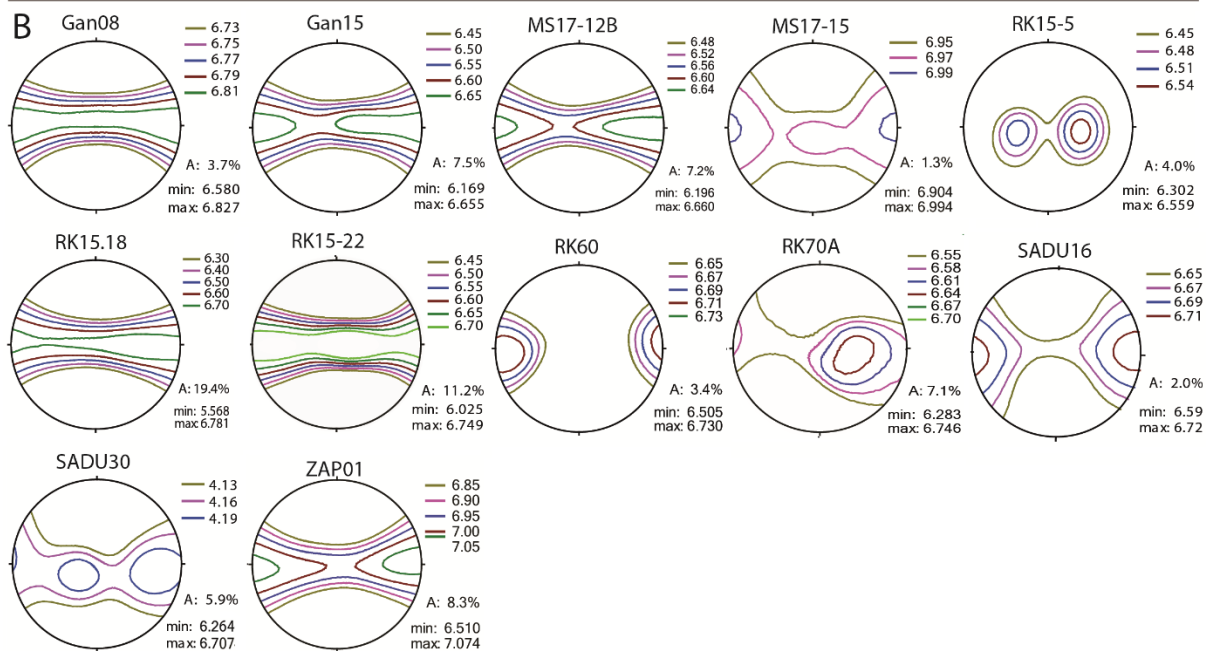 B
Gan08
6.73
6.75
6.77
6.79
6.81
A: 3.7%
min: 6.580
max: 6.827
Gan15
6.45
6.50
6.55
6.60
6.65
A: 7.5%
min: 6.169
max: 6.655
MS17-12B
6.48
6.52
6.56
6.60
6.64
A: 7.2%
min: 6.196
max: 6.660
MS17-15
6.95
6.97
6.99
A: 1.3%
min: 6.904
max: 6.994
RK15-5
6.45
6.48
6.51
6.54
A: 4.0%
min: 6.302
max: 6.559
RK15.18
6.30
6.40
6.50
6.60
6.70
A: 19.4%
min: 5.568
max: 6.781
RK15-22
6.45
6.50
6.55
6.60
6.65
6.70
A: 11.2%
min: 6.025
max: 6.749
RK60
6.65
6.67
6.69
6.71
6.73
A: 3.4%
min: 6.505
max: 6.730
RK70A
6.55
6.58
6.61
6.64
6.67
6.70
A: 7.1%
min: 6.283
max: 6.746
SADU16
6.65
6.67
6.69
6.71
A: 2.0%
min: 6.59
max: 6.72
SADU30
4.13
4.16
4.19
A: 5.9%
min: 6.264
max: 6.707
ZAP01
6.85
6.90
6.95
7.00
7.05
A: 8.3%
min: 6.510
max: 7.074